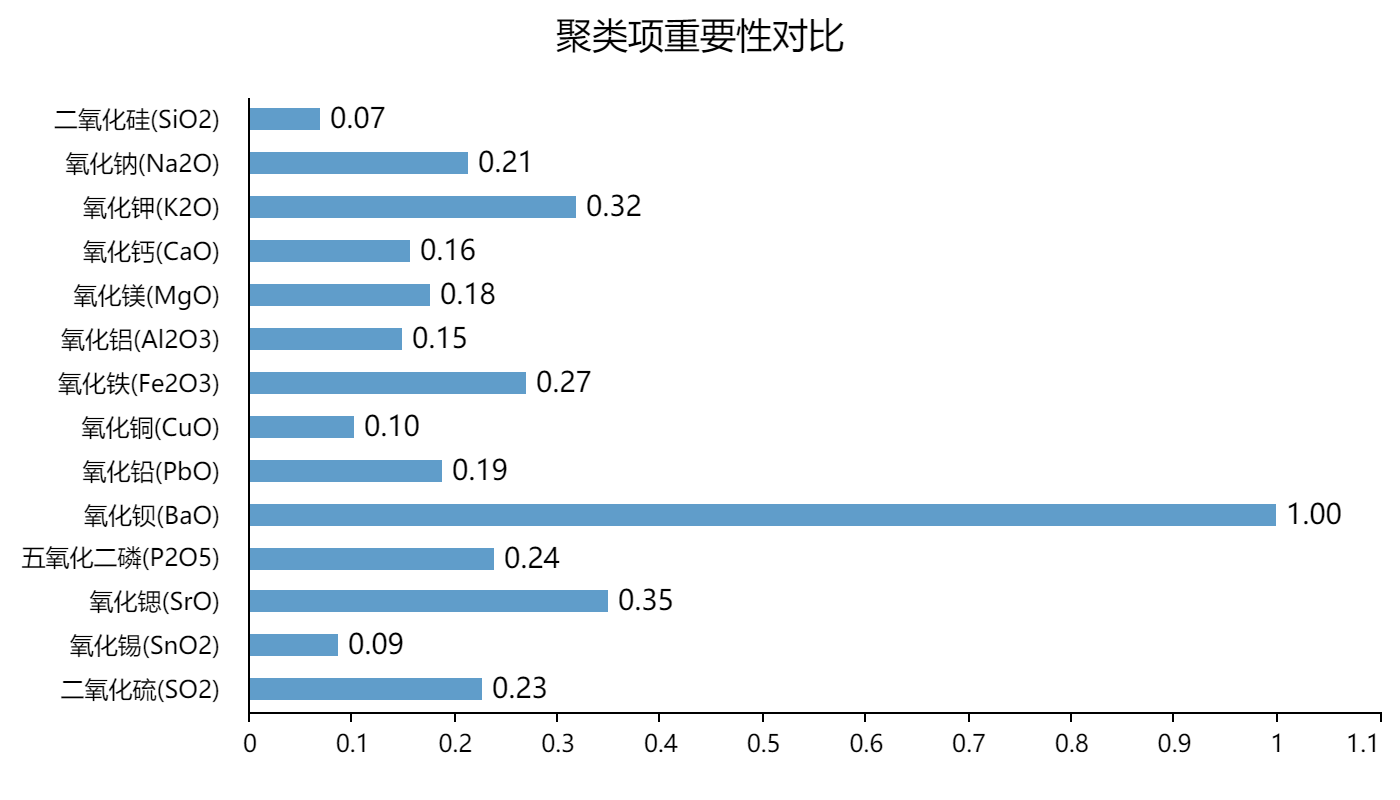 聚类项重要性对比
二氧化硅(SiO2) 0.07
氧化钠(Na2O) 0.21
氧化钾(K2O) 0.32
氧化钙(CaO) 0.16
氧化镁(MgO) 0.18
氧化铝(Al2O3) 0.15
氧化铁(Fe2O3) 0.27
氧化铜(CuO) 0.10
氧化铅(PbO) 0.19
氧化钡(BaO) 1.00
五氧化二磷(P2O5) 0.24
氧化锶(SrO) 0.35
氧化锡(SnO2) 0.09
二氧化硫(SO2) 0.23
0 0.1 0.2 0.3 0.4 0.5 0.6 0.7 0.8 0.9 1 1.1